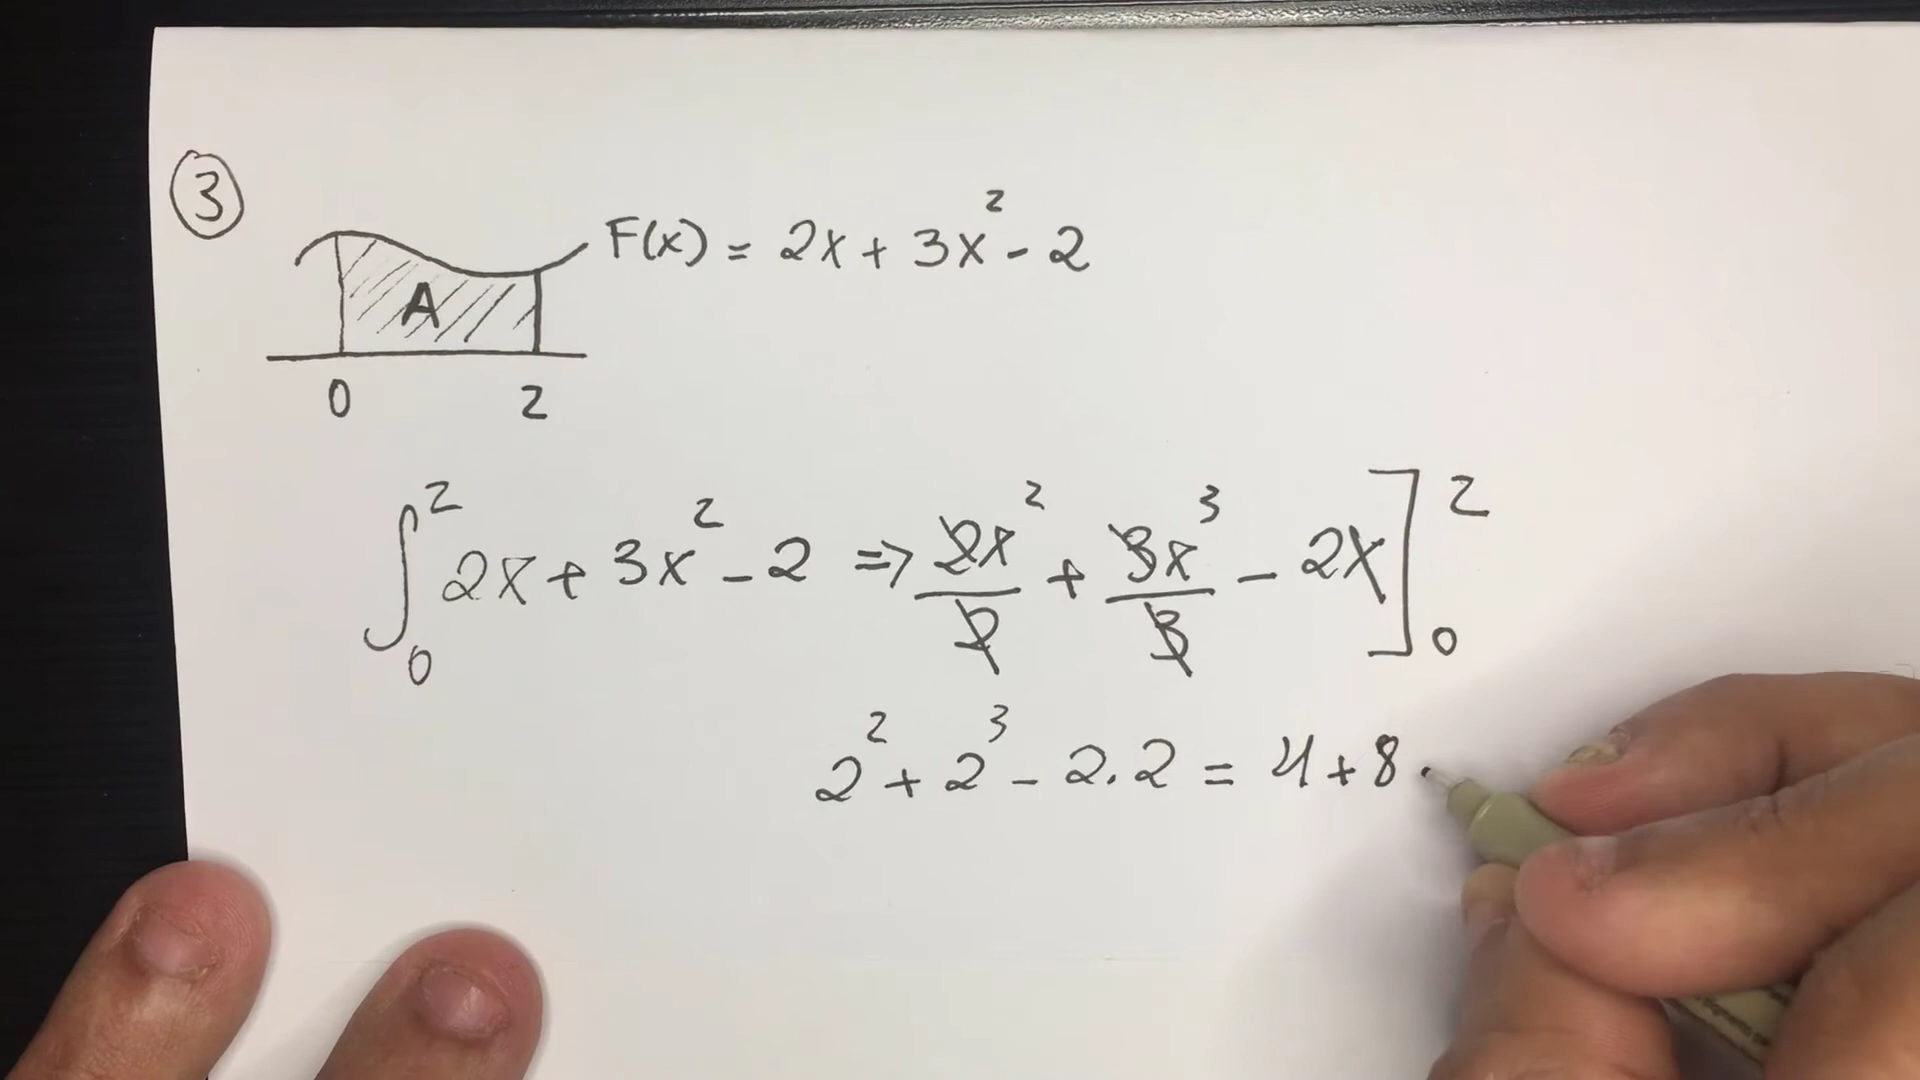 3
F(x) = 2x + 3x² - 2
A
0 2
∫₀² 2x + 3x² - 2 ⇒ 2x²/2 + 3x³/3 - 2x]₀²
2² + 2³ - 2.2 = 4 + 8